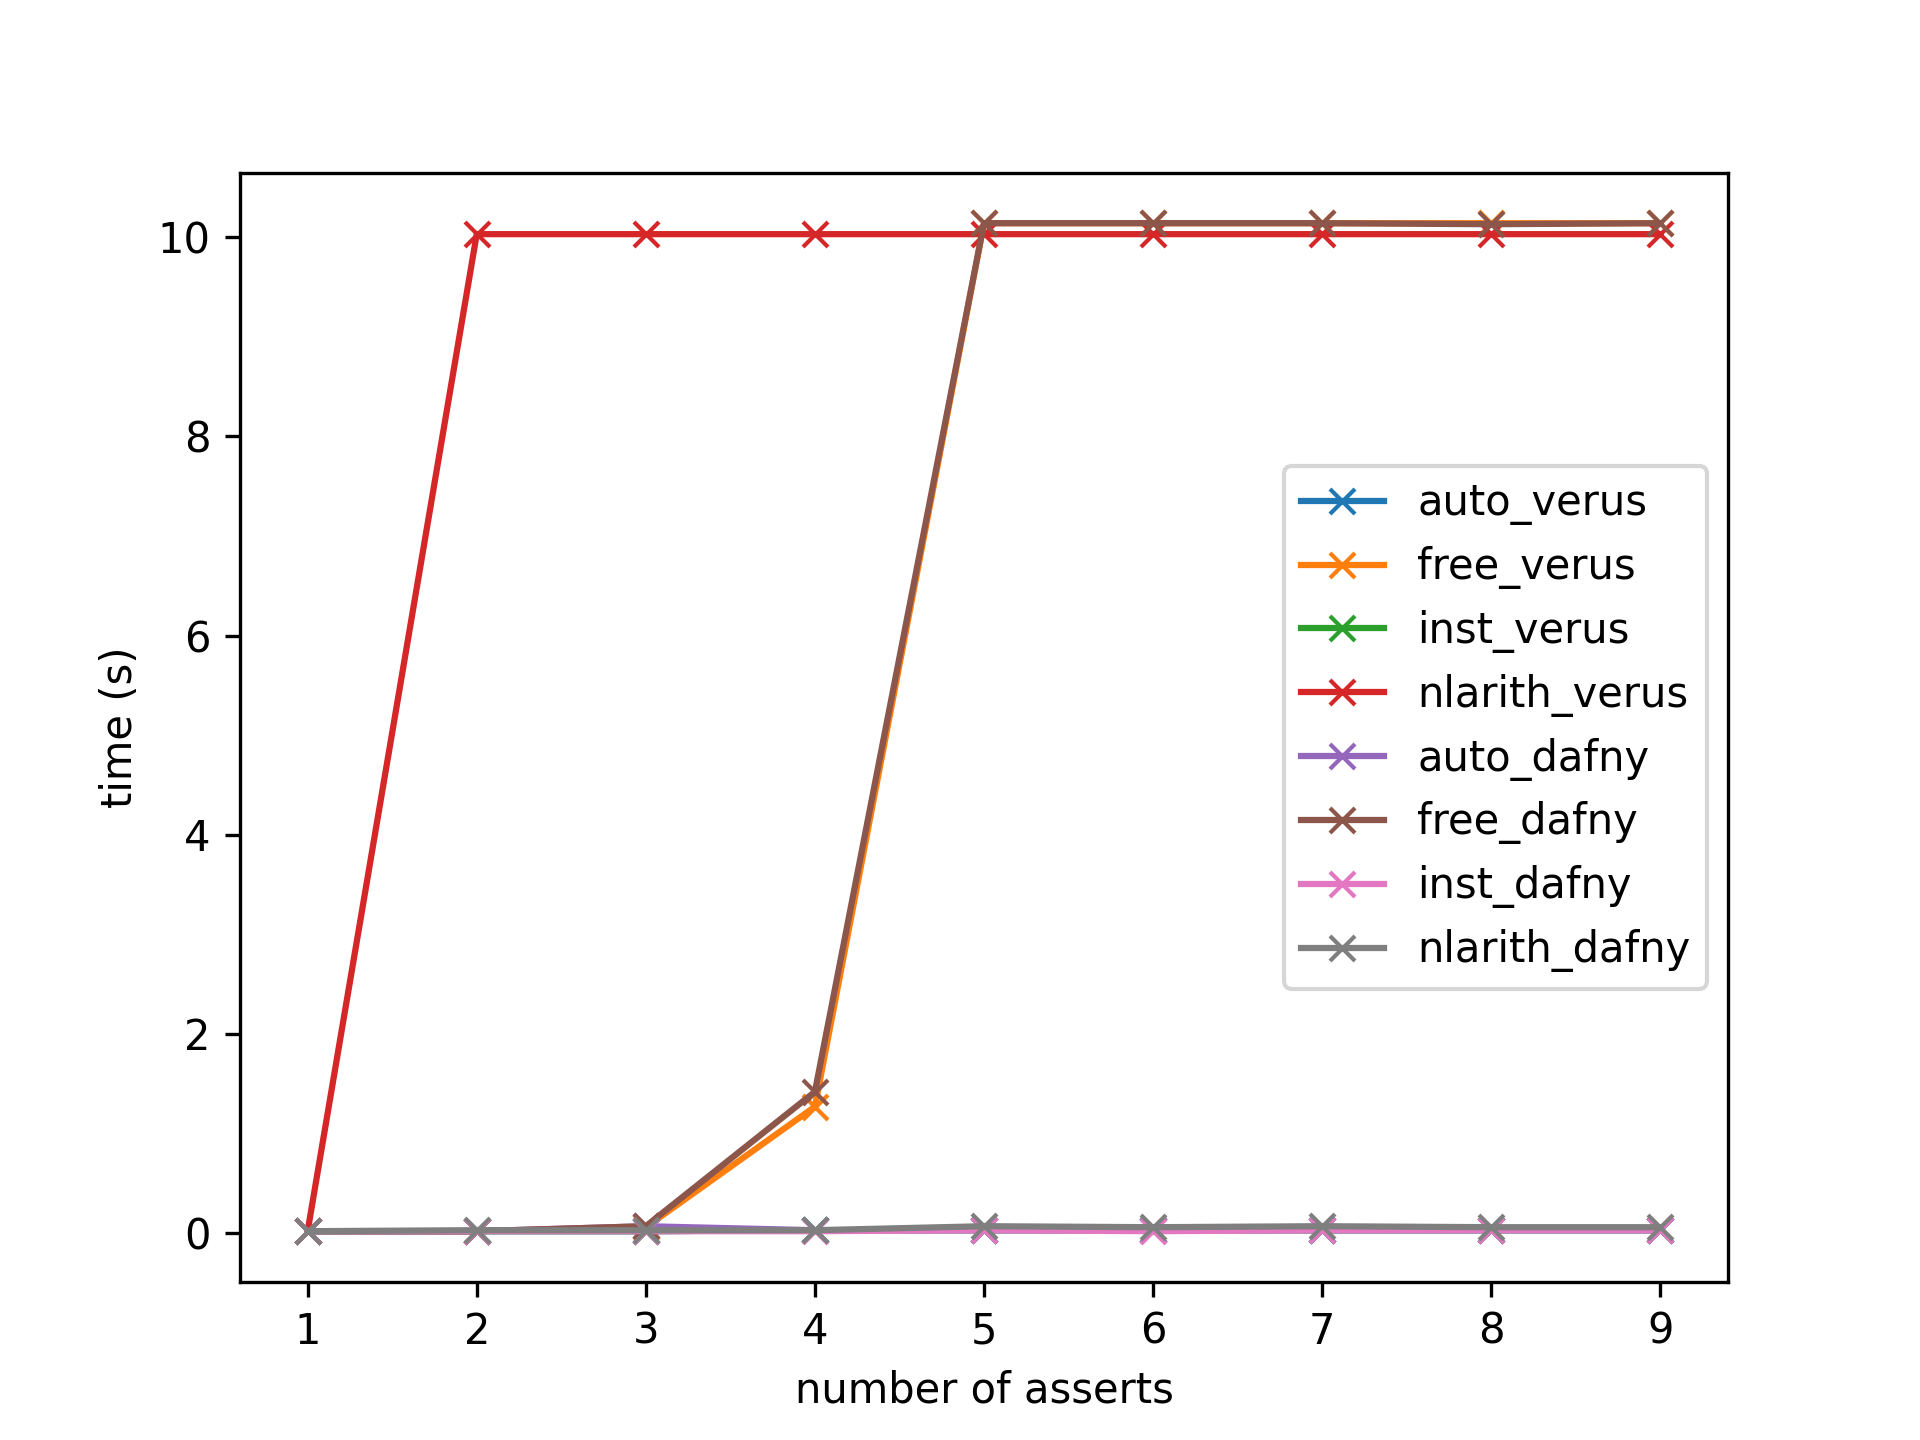 10
8
6
4
2
0
time (s)
auto_verus
free_verus
inst_verus
nlarith_verus
auto_dafny
free_dafny
inst_dafny
nlarith_dafny
1 2 3 4 5 6 7 8 9
number of asserts